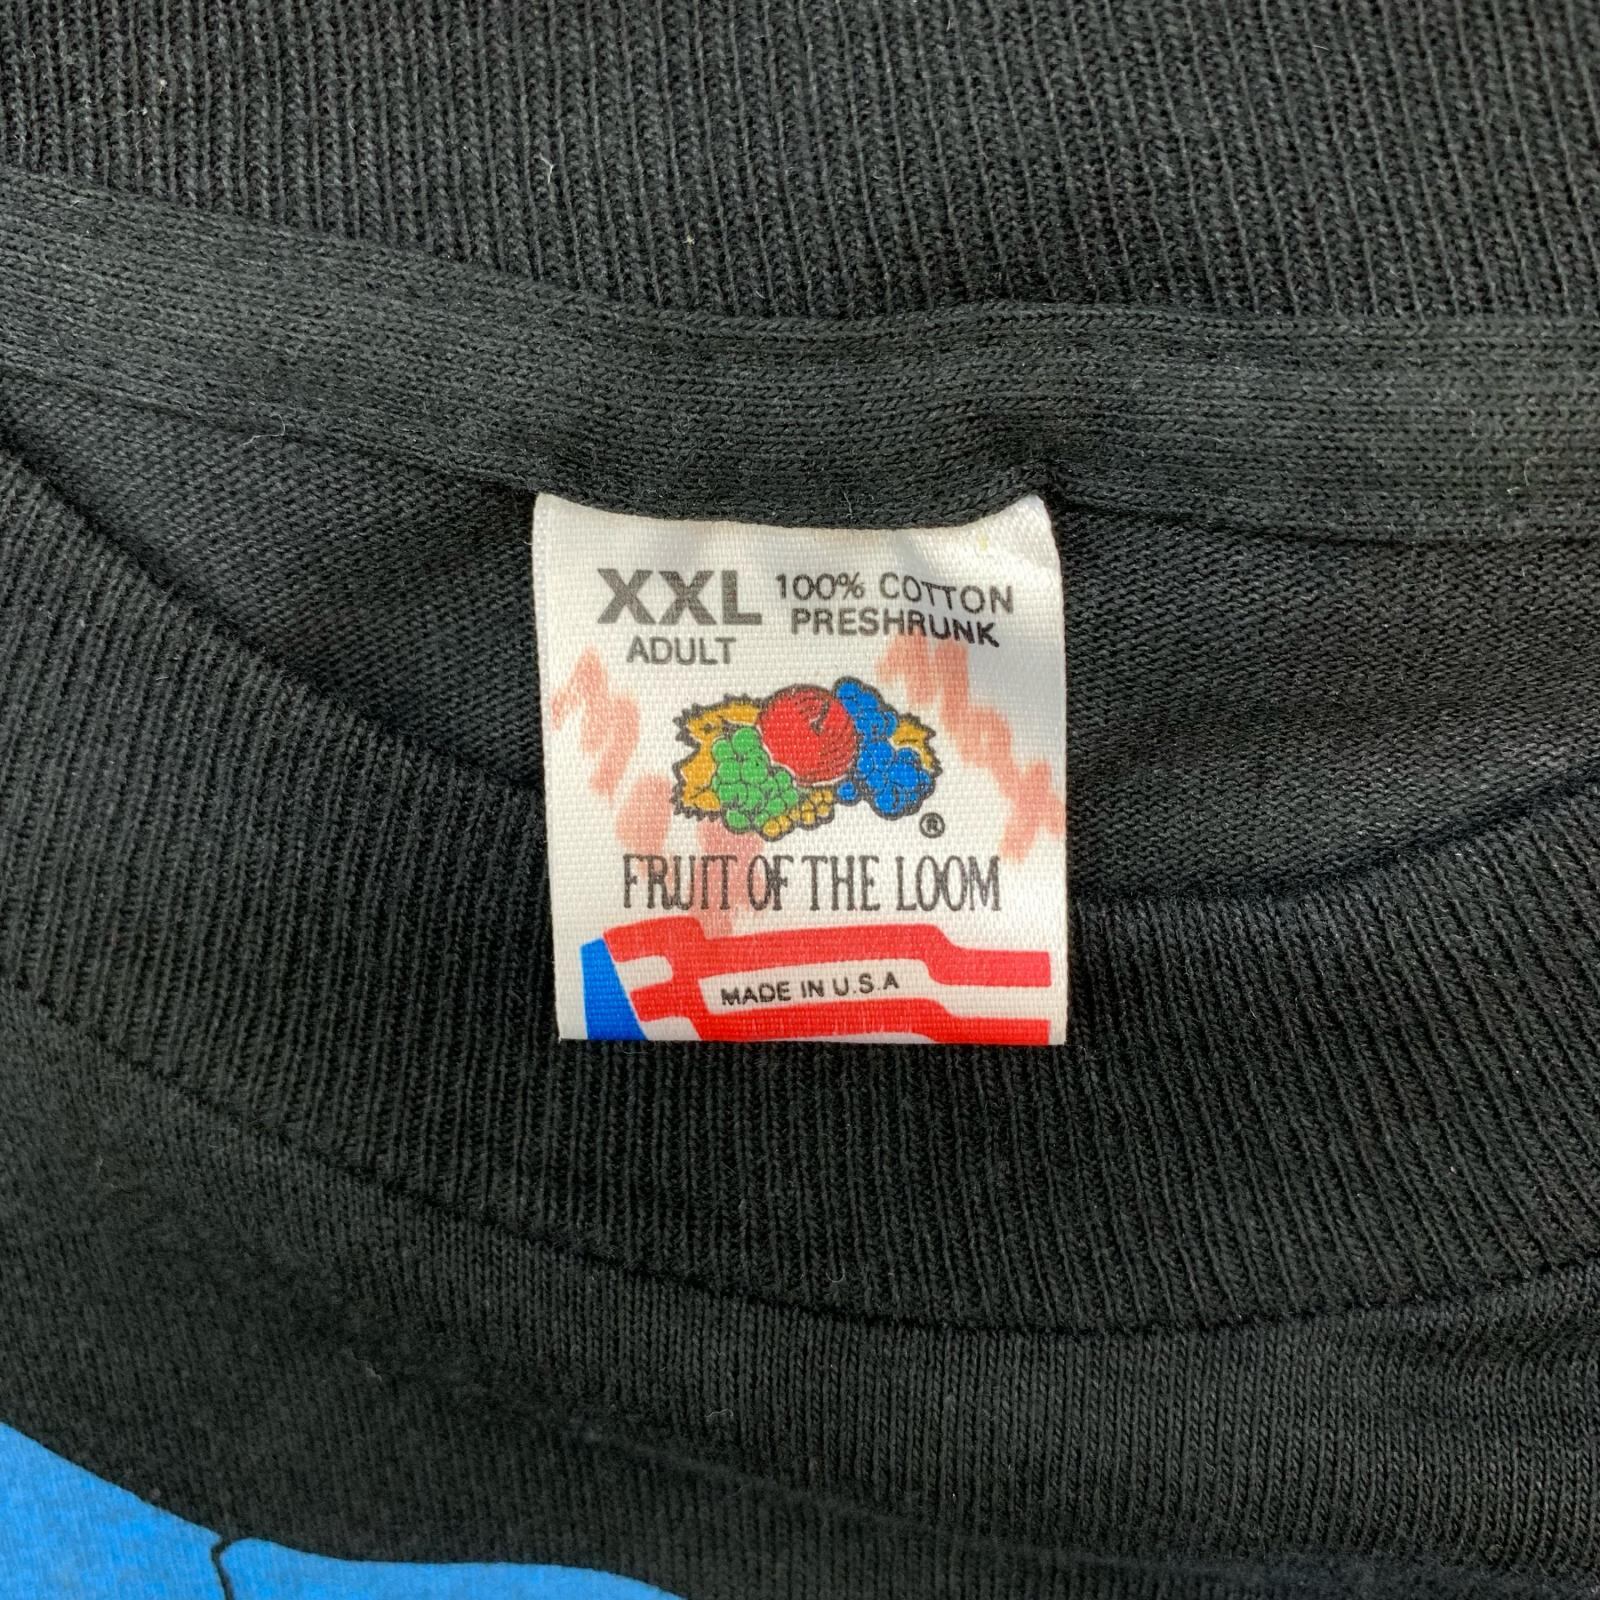 XXL 100% COTTON
ADULT PRESHRUNK
®
FRUIT OF THE LOOM
MADE IN U.S.A